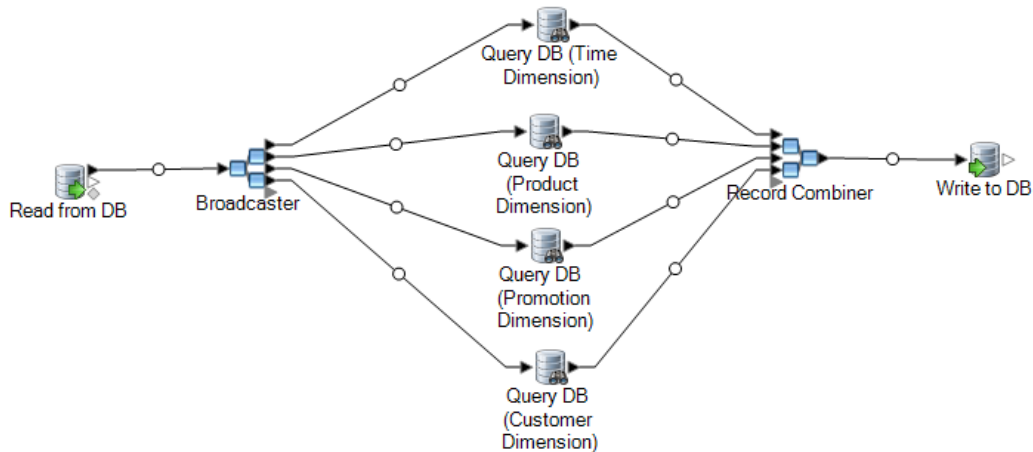 Query DB (Time
Dimension)
Query DB
(Product
Dimension)
Read from DB
Broadcaster
Record Combiner
Write to DB
Query DB
(Promotion
Dimension)
Query DB
(Customer
Dimension)